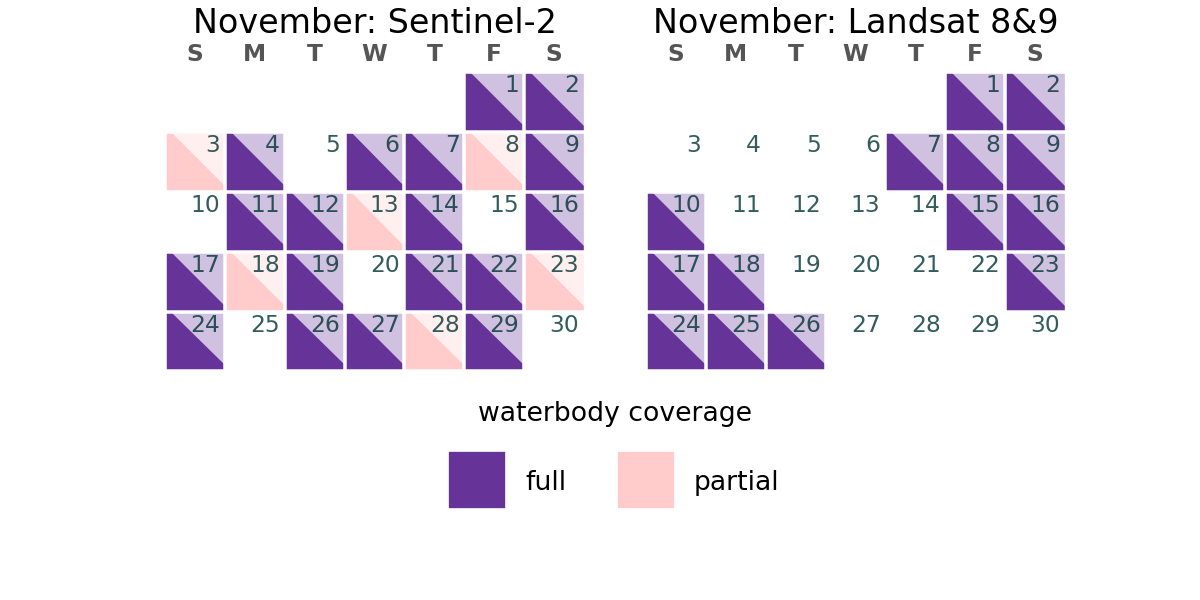 November: Sentinel-2
S M T W T F S
1 2
3 4 5 6 7 8 9
10 11 12 13 14 15 16
17 18 19 20 21 22 23
24 25 26 27 28 29 30
November: Landsat 8&9
S M T W T F S
1 2
3 4 5 6 7 8 9
10 11 12 13 14 15 16
17 18 19 20 21 22 23
24 25 26 27 28 29 30
waterbody coverage
full
partial